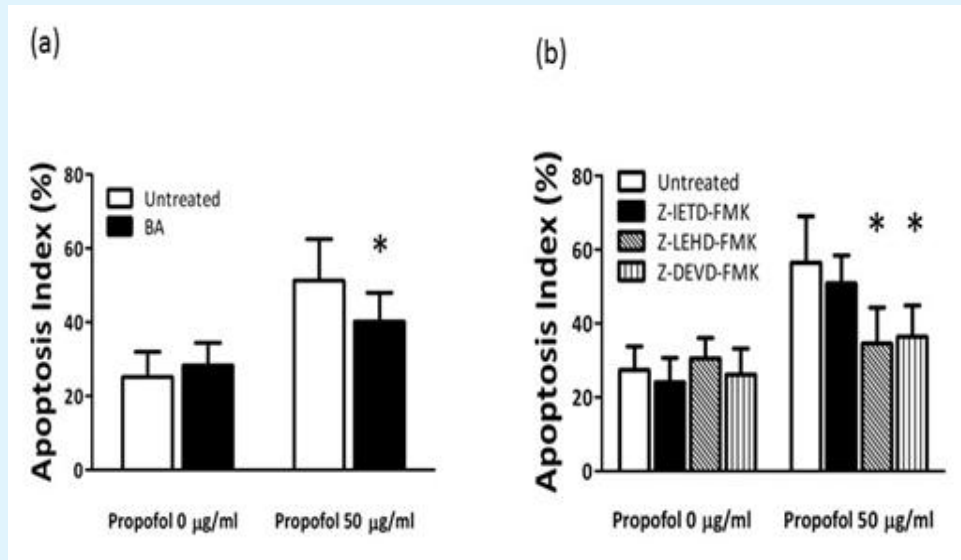 (a)
Apoptosis Index (%)
80
60
40
20
0
Untreated
BA
*
Propofol 0 µg/ml
Propofol 50 µg/ml
(b)
Apoptosis Index (%)
80
60
40
20
0
Untreated
Z-IETD-FMK
Z-LEHD-FMK
Z-DEVD-FMK
* *
Propofol 0 µg/ml
Propofol 50 µg/ml